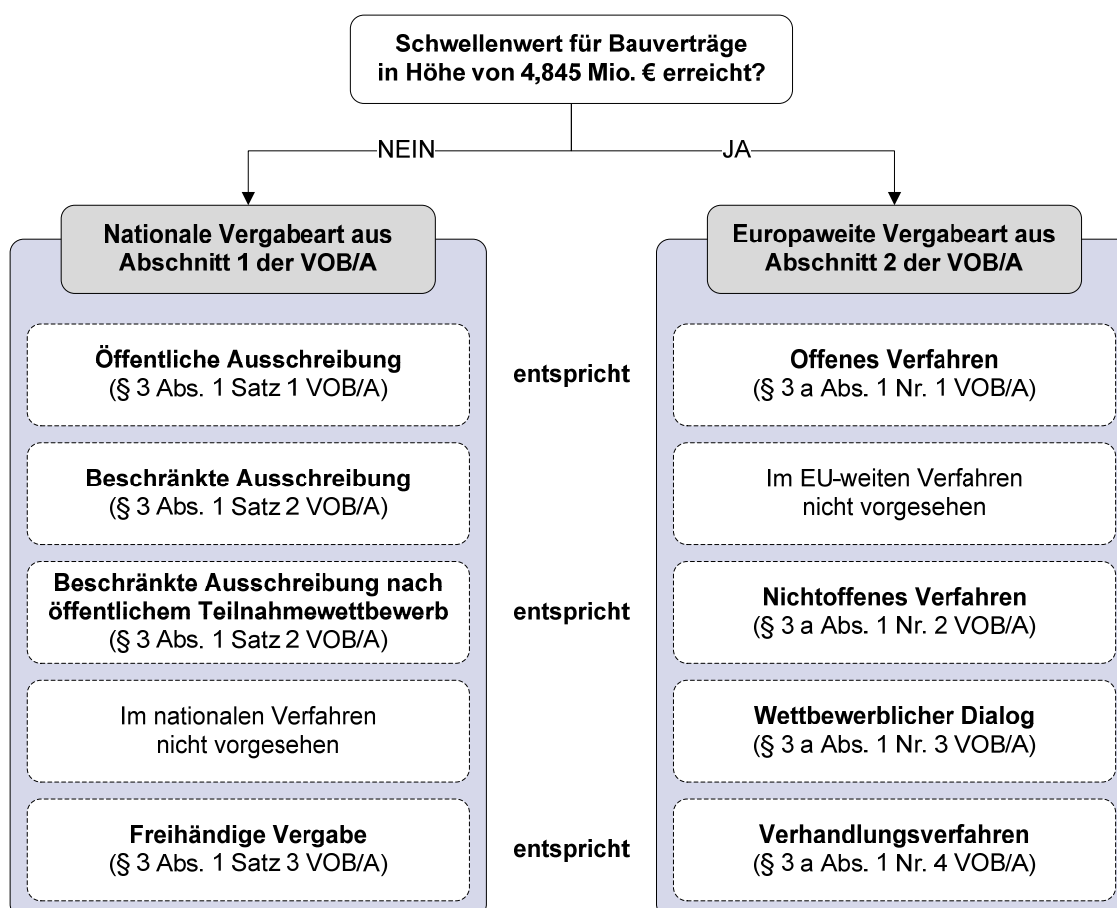 Schwellenwert für Bauverträge
in Höhe von 4,845 Mio. € erreicht?
NEIN
JA
Nationale Vergabeart aus
Abschnitt 1 der VOB/A
Europaweite Vergabeart aus
Abschnitt 2 der VOB/A
Öffentliche Ausschreibung
(§ 3 Abs. 1 Satz 1 VOB/A)
entspricht
Offenes Verfahren
(§ 3 a Abs. 1 Nr. 1 VOB/A)
Beschränkte Ausschreibung
(§ 3 Abs. 1 Satz 2 VOB/A)
Im EU-weiten Verfahren
nicht vorgesehen
Beschränkte Ausschreibung nach
öffentlichem Teilnahmewettbewerb
(§ 3 Abs. 1 Satz 2 VOB/A)
entspricht
Nichtoffenes Verfahren
(§ 3 a Abs. 1 Nr. 2 VOB/A)
Im nationalen Verfahren
nicht vorgesehen
Wettbewerblicher Dialog
(§ 3 a Abs. 1 Nr. 3 VOB/A)
Freihändige Vergabe
(§ 3 Abs. 1 Satz 3 VOB/A)
entspricht
Verhandlungsverfahren
(§ 3 a Abs. 1 Nr. 4 VOB/A)